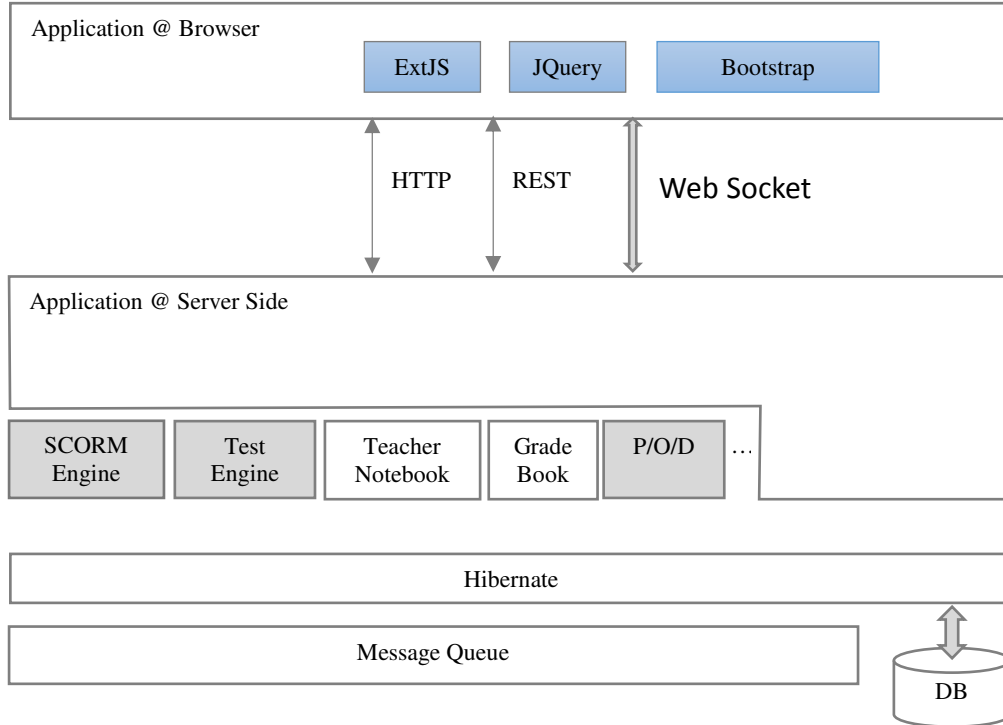 Application @ Browser
ExtJS
JQuery
Bootstrap
HTTP
REST
Web Socket
Application @ Server Side
SCORM
Engine
Test
Engine
Teacher
Notebook
Grade
Book
P/O/D
…
Hibernate
Message Queue
DB